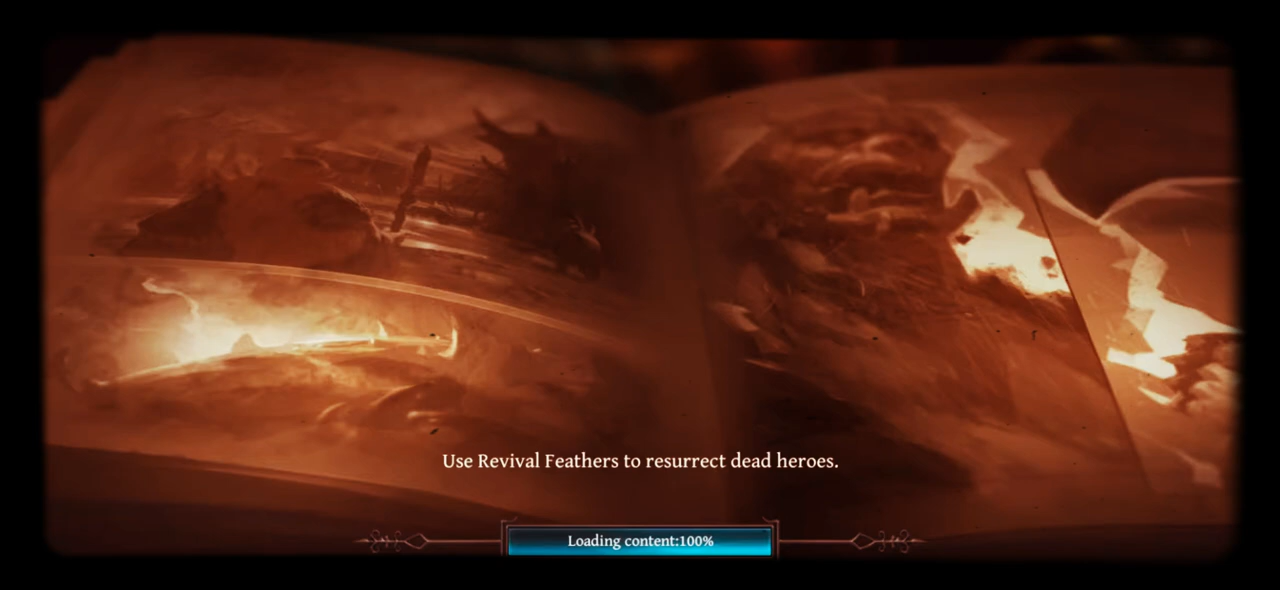 Use Revival Feathers to resurrect dead heroes.
Loading content:100%